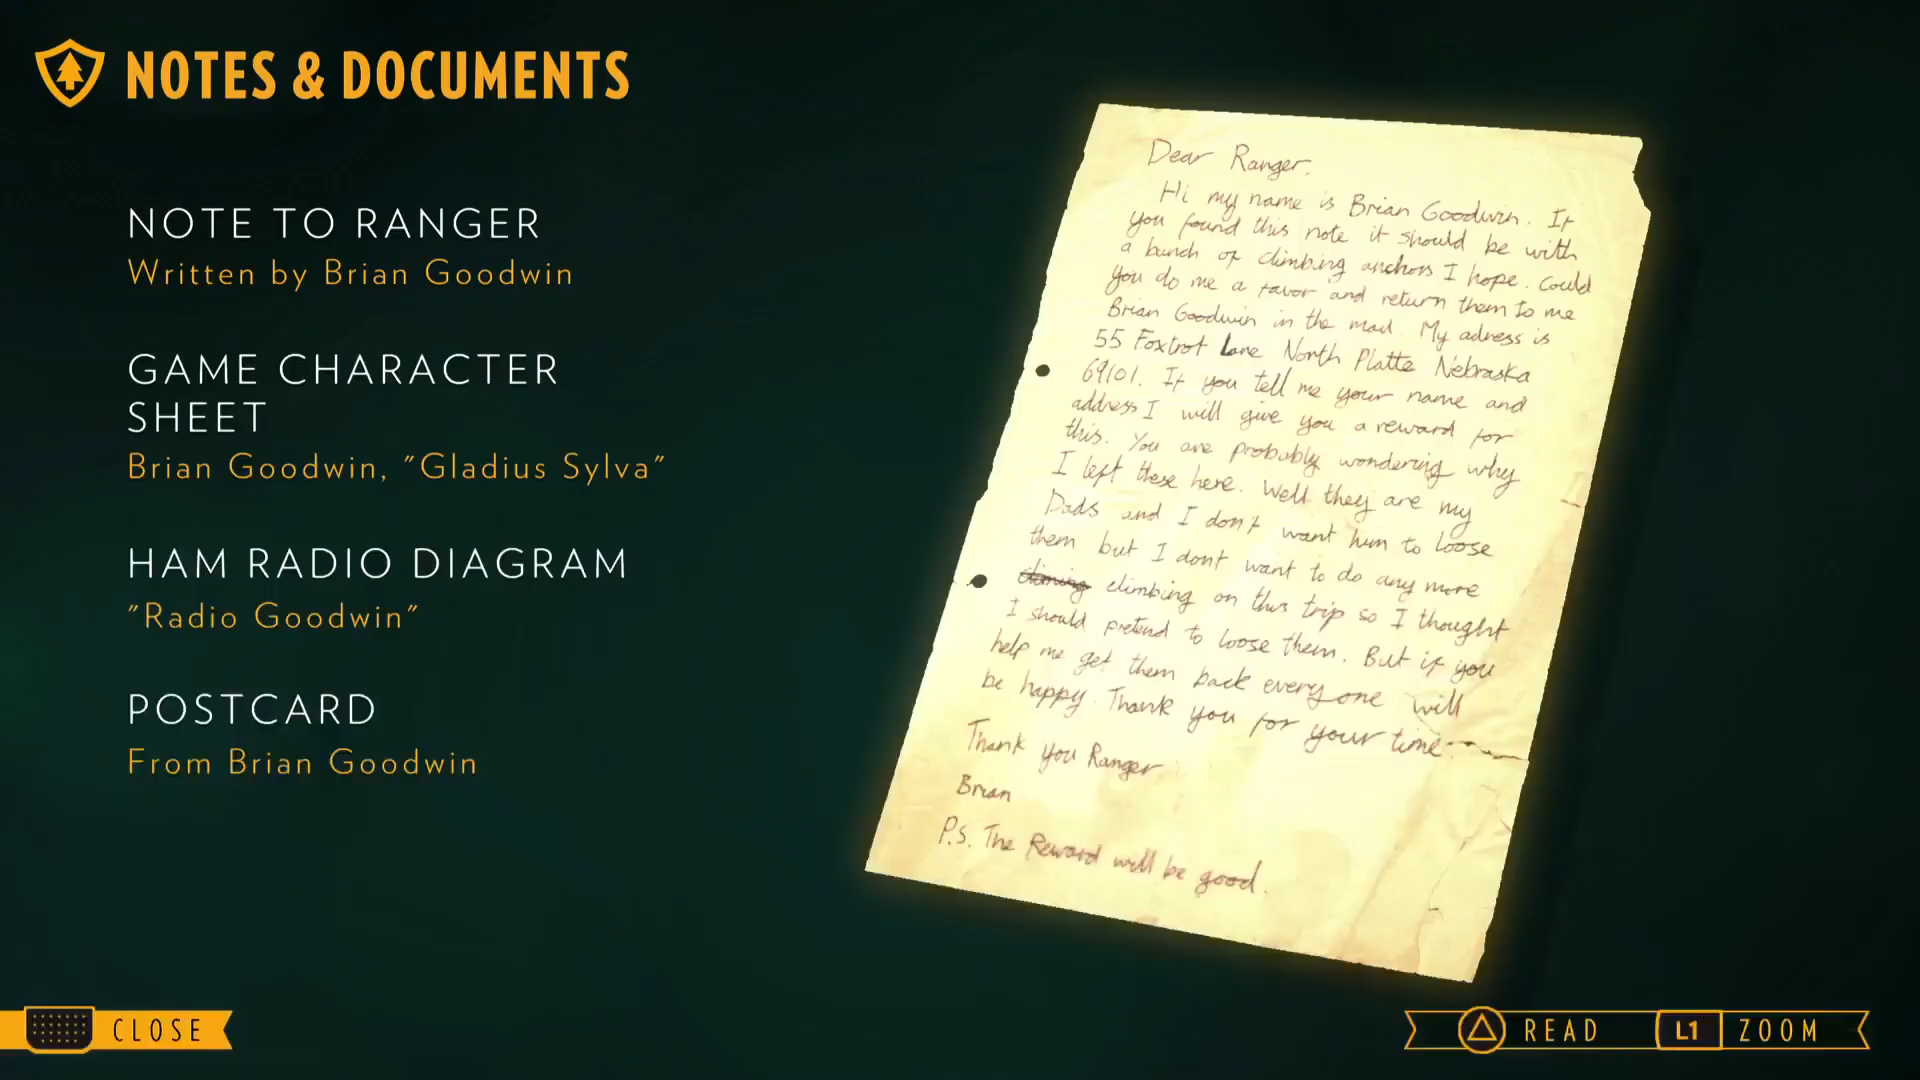 NOTES & DOCUMENTS
NOTE TO RANGER
Written by Brian Goodwin
GAME CHARACTER
SHEET
Brian Goodwin, "Gladius Sylva"
HAM RADIO DIAGRAM
"Radio Goodwin"
POSTCARD
From Brian Goodwin
Dear Ranger,
Hi my name is Brian Goodwin. If
you found this note it should be with
a bunch of climbing anchors I hope. Could
you do me a favor and return them to me
Brian Goodwin in the mail. My adress is
55 Foxtrot Lane North Platte Nebraska
69101. If you tell me your name and
address I will give you a reward for
this. You are probably wondering why
I left these here. Well they are my
Dads and I don't want him to loose
them but I dont want to do any more
climing climbing on this trip so I thought
I should pretend to loose them. But if you
help me get them back everyone will
be happy. Thank you for your time.
Thank you Ranger
Brian
P.S. The Reward will be good.
CLOSE
READ L1 ZOOM